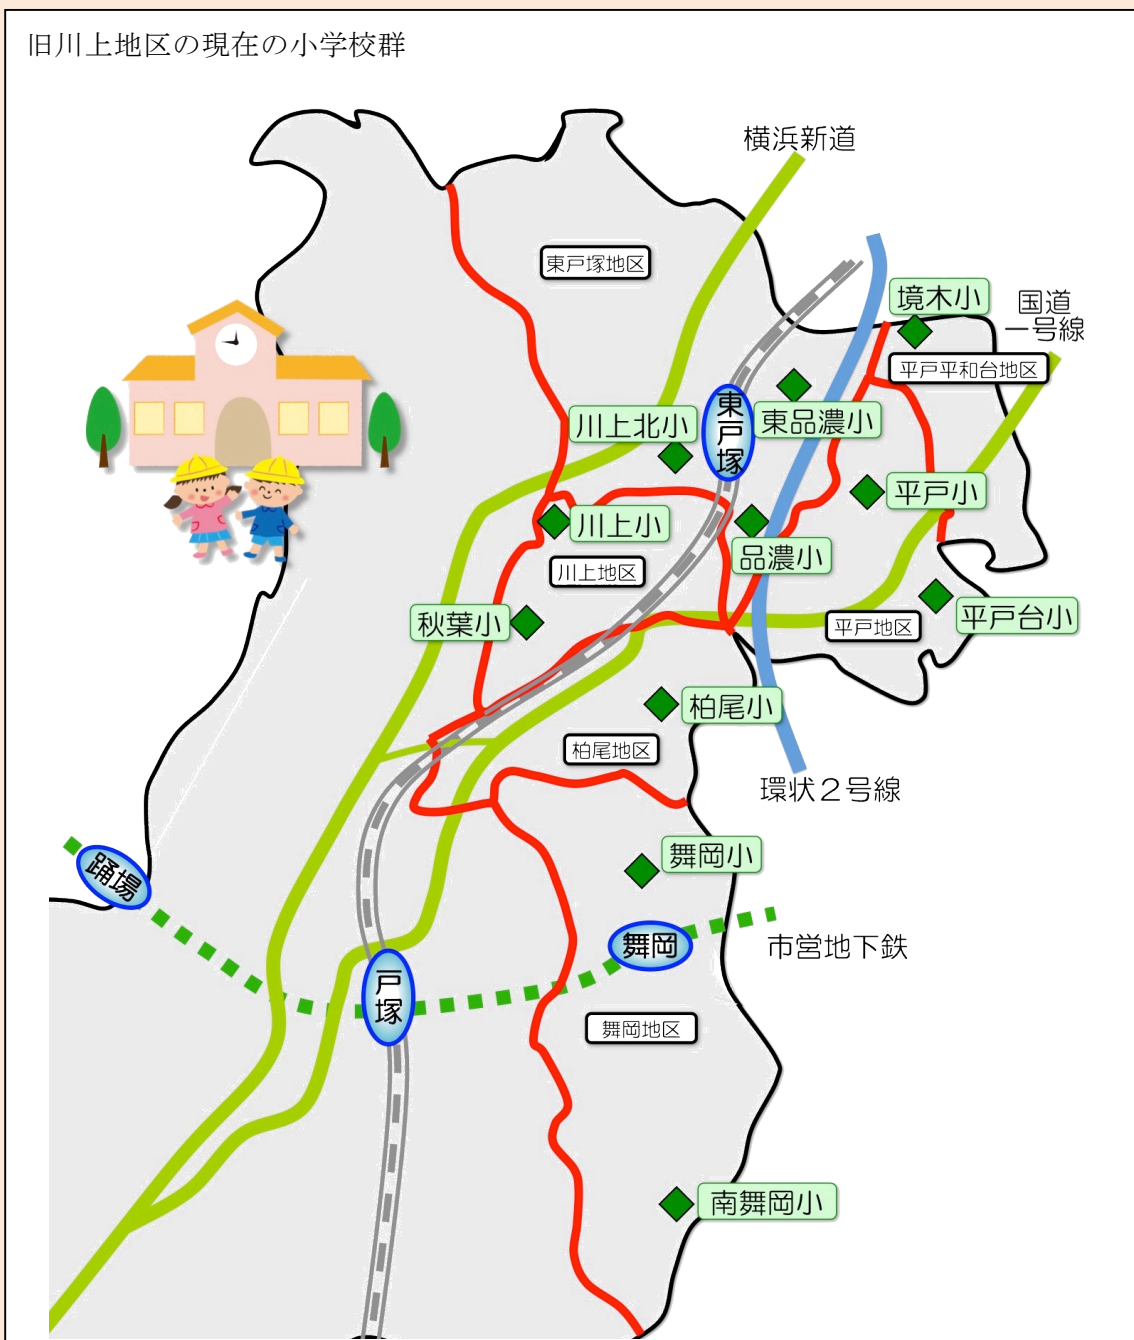 旧川上地区の現在の小学校群
横浜新道
東戸塚地区
境木小
国道
一号線
平戸平和台地区
東戸塚
東品濃小
川上北小
平戸小
川上小
品濃小
川上地区
秋葉小
平戸台小
平戸地区
柏尾小
柏尾地区
環状２号線
舞岡小
踊場
舞岡
市営地下鉄
戸塚
舞岡地区
南舞岡小